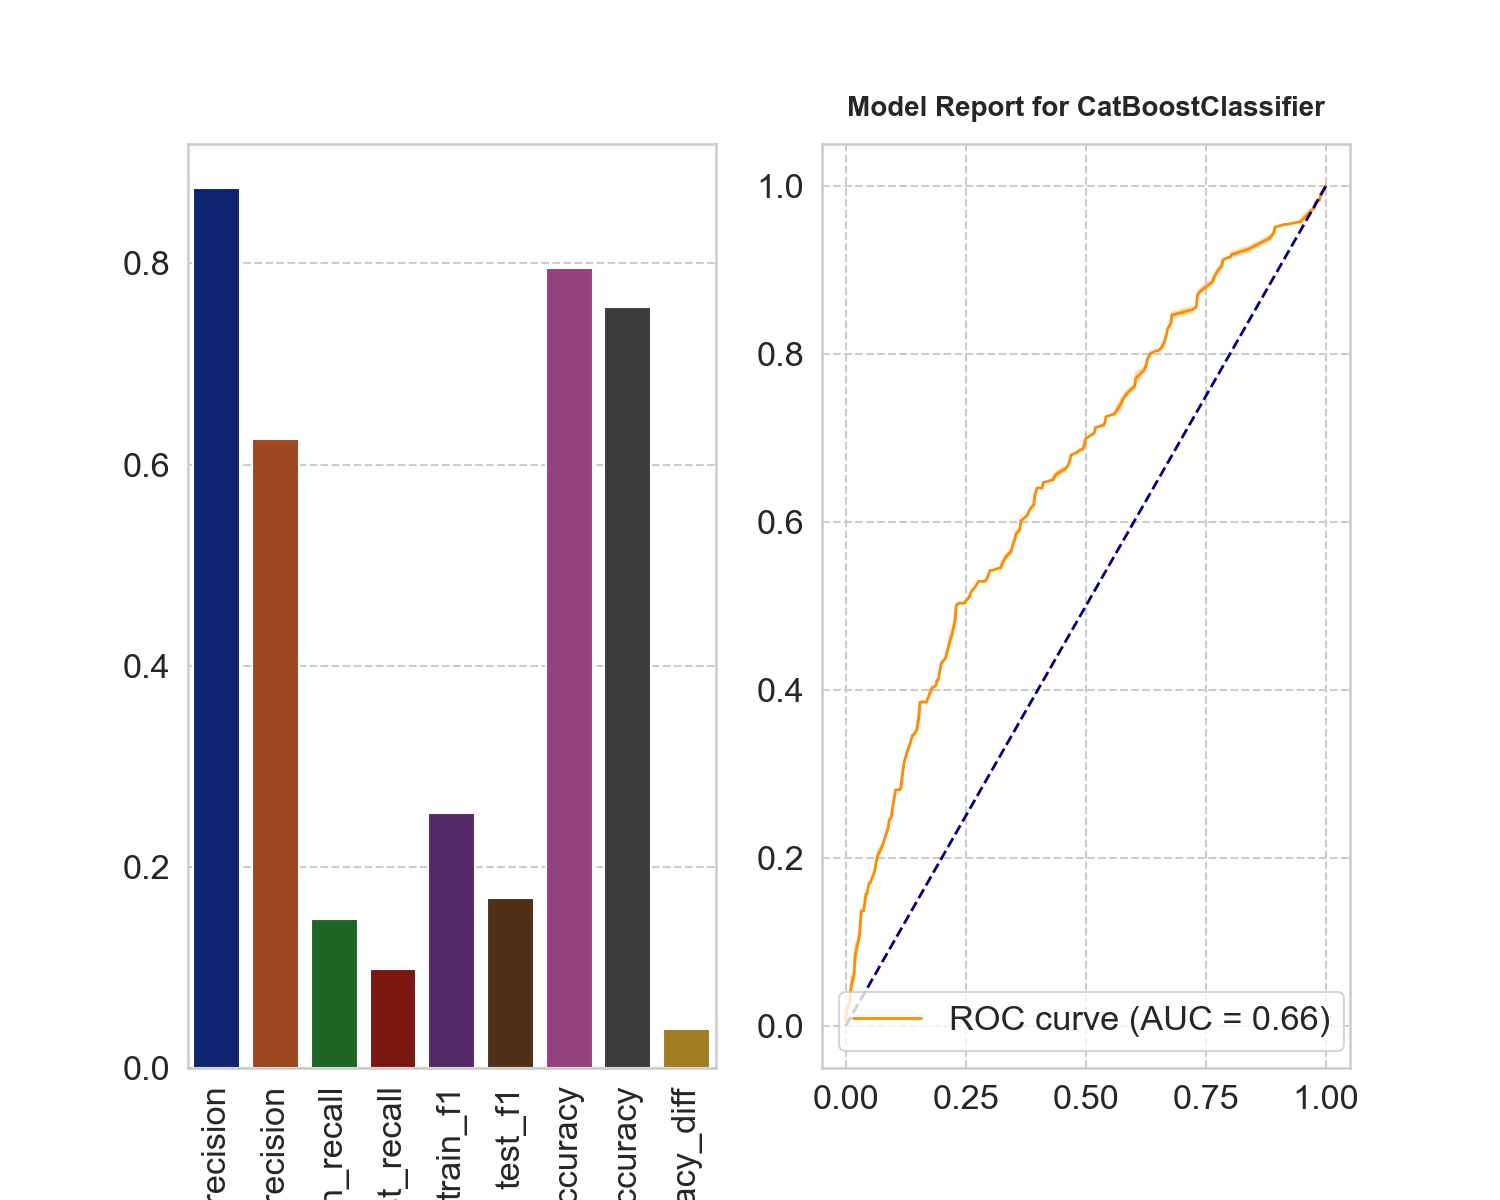 Model Report for CatBoostClassifier
0.8
0.6
0.4
0.2
0.0
recision
recision
n_recall
t_recall
train_f1
test_f1
ccuracy
ccuracy
acy_diff
1.0
0.8
0.6
0.4
0.2
0.0
ROC curve (AUC = 0.66)
0.00 0.25 0.50 0.75 1.00